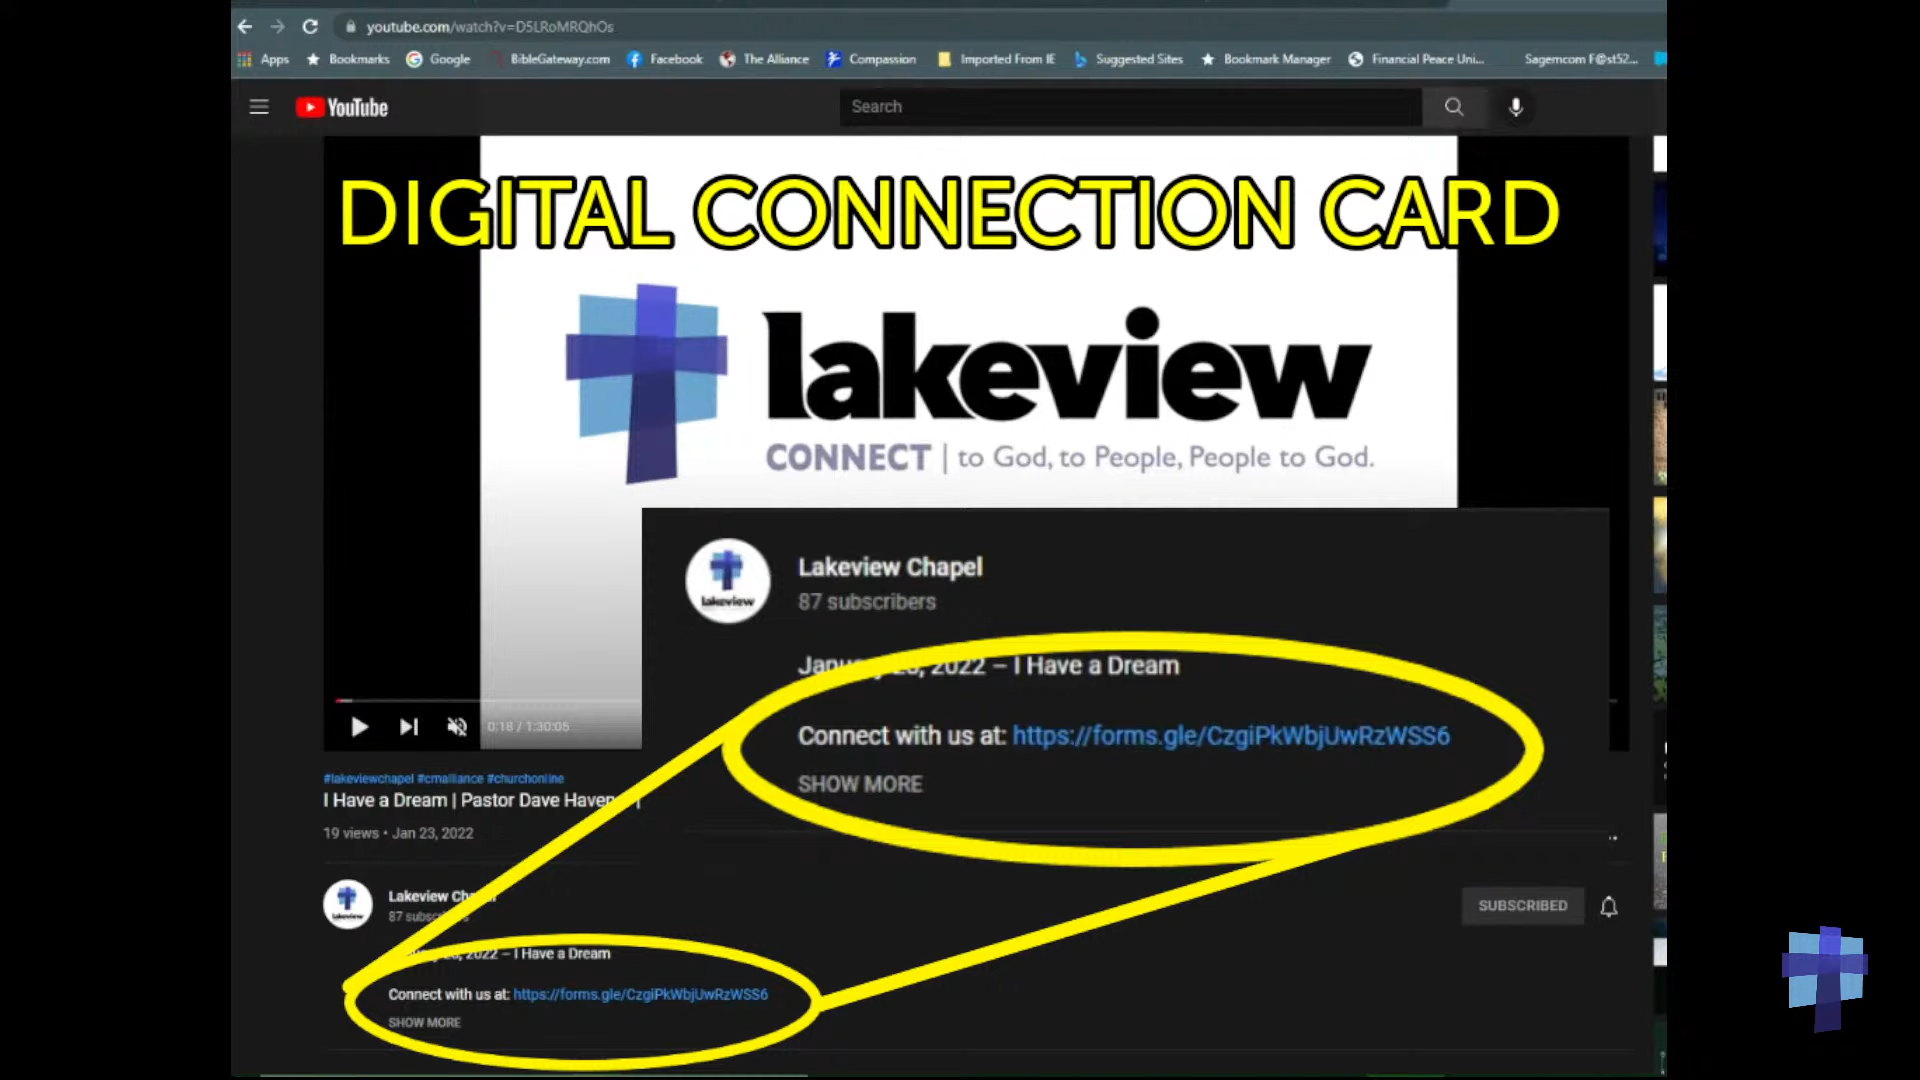 youtube.com/watch?v=D5LRoMRQhOs
Apps Bookmarks Google BibleGateway.com Facebook The Alliance Compassion Imported From IE Suggested Sites Bookmark Manager Financial Peace Uni... Sagemcom F@st52...
YouTube
Search
DIGITAL CONNECTION CARD
lakeview
CONNECT | to God, to People, People to God.
lakeview
Lakeview Chapel
87 subscribers
2022 – I Have a Dream
Connect with us at: https://forms.gle/CzgiPkWbjUwRzWSS6
SHOW MORE
0:18 / 1:30:05
#lakeviewchapel #cmalliance #churchonline
I Have a Dream | Pastor Dave
19 views • Jan 23, 2022
lakeview
Lakeview
87
SUBSCRIBED
2022 – I Have a Dream
Connect with us at: https://forms.gle/CzgiPkWbjUwRzWSS6
SHOW MORE